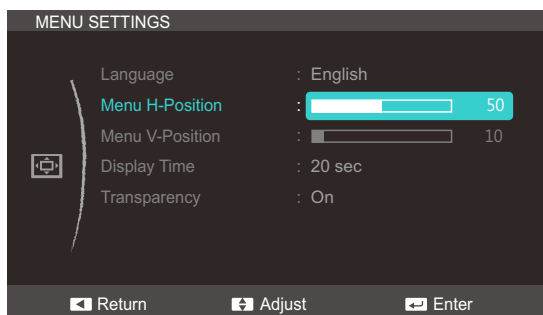 MENU SETTINGS
Language : English
Menu H-Position : 50
Menu V-Position : 10
Display Time : 20 sec
Transparency : On
Return Adjust Enter